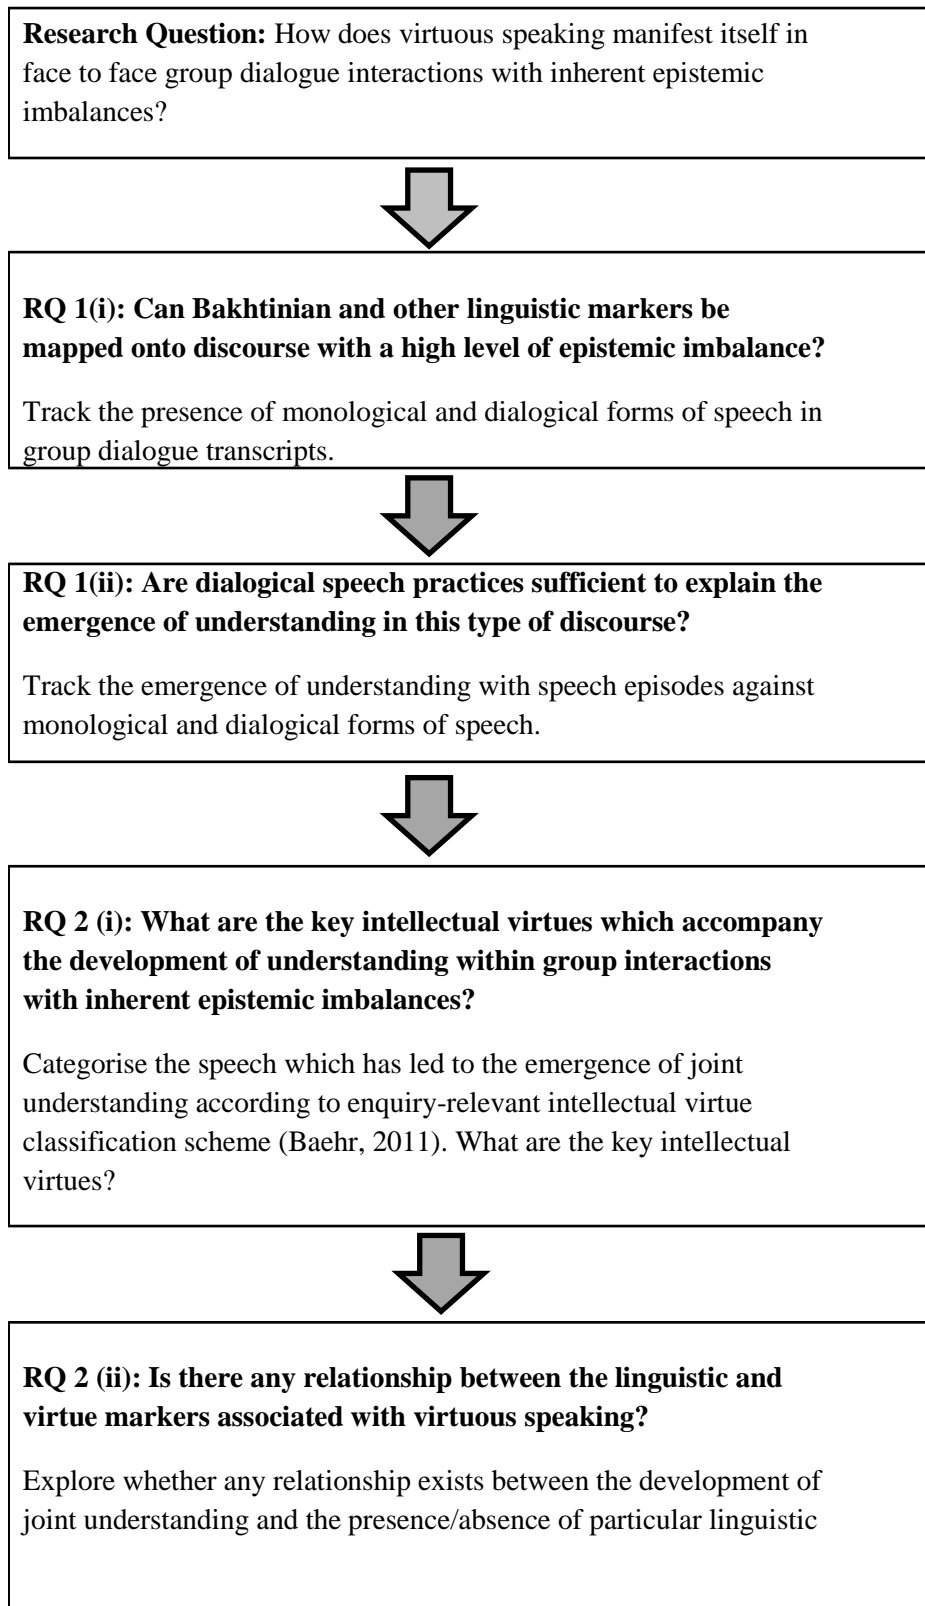 Research Question: How does virtuous speaking manifest itself in
face to face group dialogue interactions with inherent epistemic
imbalances?
RQ 1(i): Can Bakhtinian and other linguistic markers be
mapped onto discourse with a high level of epistemic imbalance?
Track the presence of monological and dialogical forms of speech in
group dialogue transcripts.
RQ 1(ii): Are dialogical speech practices sufficient to explain the
emergence of understanding in this type of discourse?
Track the emergence of understanding with speech episodes against
monological and dialogical forms of speech.
RQ 2 (i): What are the key intellectual virtues which accompany
the development of understanding within group interactions
with inherent epistemic imbalances?
Categorise the speech which has led to the emergence of joint
understanding according to enquiry-relevant intellectual virtue
classification scheme (Baehr, 2011). What are the key intellectual
virtues?
RQ 2 (ii): Is there any relationship between the linguistic and
virtue markers associated with virtuous speaking?
Explore whether any relationship exists between the development of
joint understanding and the presence/absence of particular linguistic